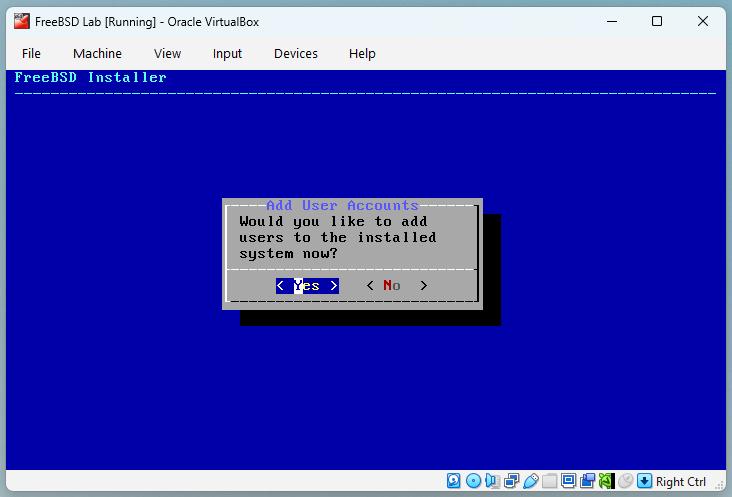 FreeBSD Lab [Running] - Oracle VirtualBox
File Machine View Input Devices Help
FreeBSD Installer
Add User Accounts
Would you like to add
users to the installed
system now?
< Yes > < No >
Right Ctrl